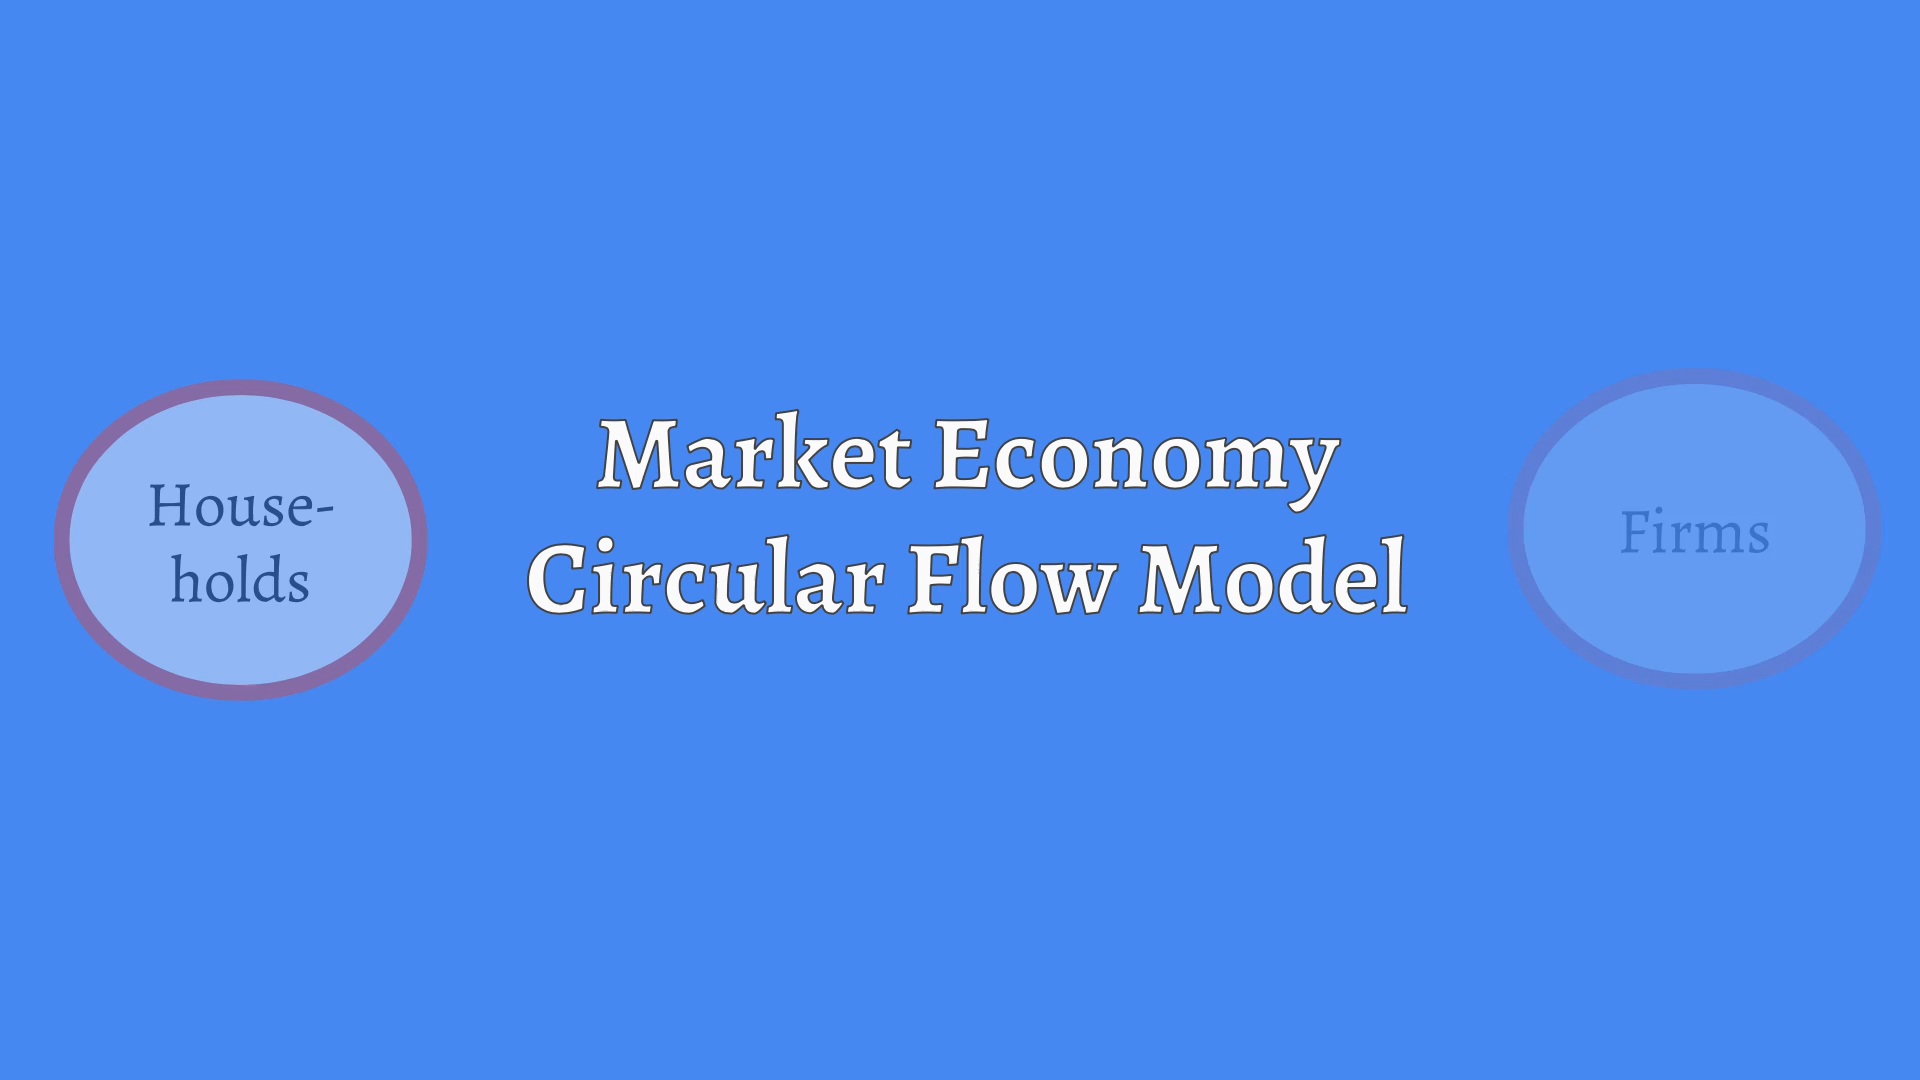 House-
holds
Market Economy
Circular Flow Model
Firms